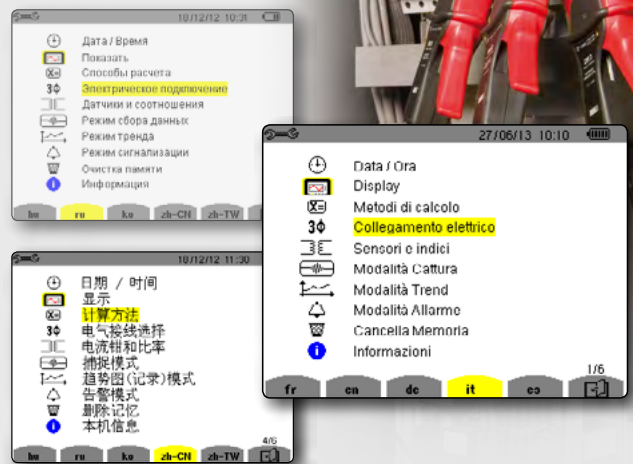 18/12/12 10:31
Дата / Время
Показать
Способы расчета
3ϕ Электрическое подключение
Датчики и соотношения
Режим сбора данных
Режим тренда
Режим сигнализации
Очистка памяти
Информация
hu ru ko zh-CN zh-TW
27/06/13 10:10
Data / Ora
Display
Metodi di calcolo
3ϕ Collegamento elettrico
Sensori e indici
Modalità Cattura
Modalità Trend
Modalità Allarme
Cancella Memoria
Informazioni
1/6
fr en de it es
18/12/12 11:30
日期 / 时间
显示
计算方法
3ϕ 电气接线选择
电流钳和比率
捕捉模式
趋势图(记录)模式
告警模式
删除记忆
本机信息
4/6
hu ru ko zh-CN zh-TW